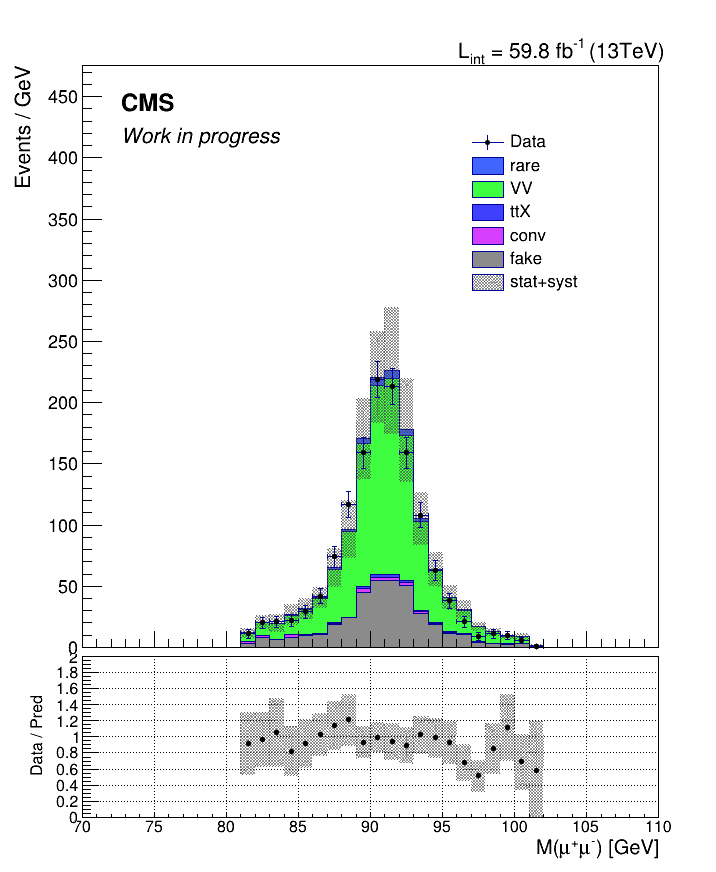 L_int = 59.8 fb⁻¹ (13TeV)
Events / GeV
CMS
Work in progress
Data
rare
VV
ttX
conv
fake
stat+syst
450
400
350
300
250
200
150
100
50
0
Data / Pred
2
1.8
1.6
1.4
1.2
1
0.8
0.6
0.4
0.2
0
70 75 80 85 90 95 100 105 110
M(μ⁺μ⁻) [GeV]